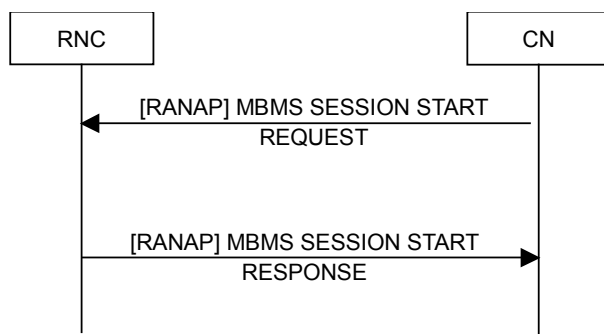 RNC
CN
[RANAP] MBMS SESSION START
REQUEST
[RANAP] MBMS SESSION START
RESPONSE